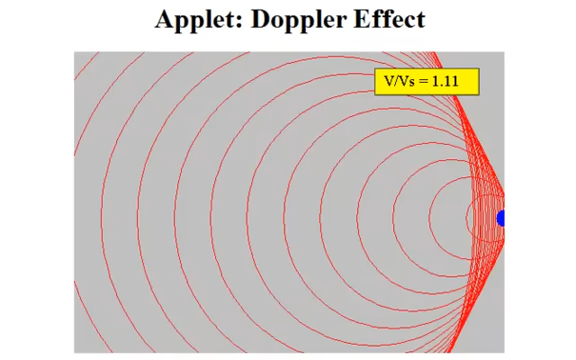 Applet: Doppler Effect
V/Vs = 1.11